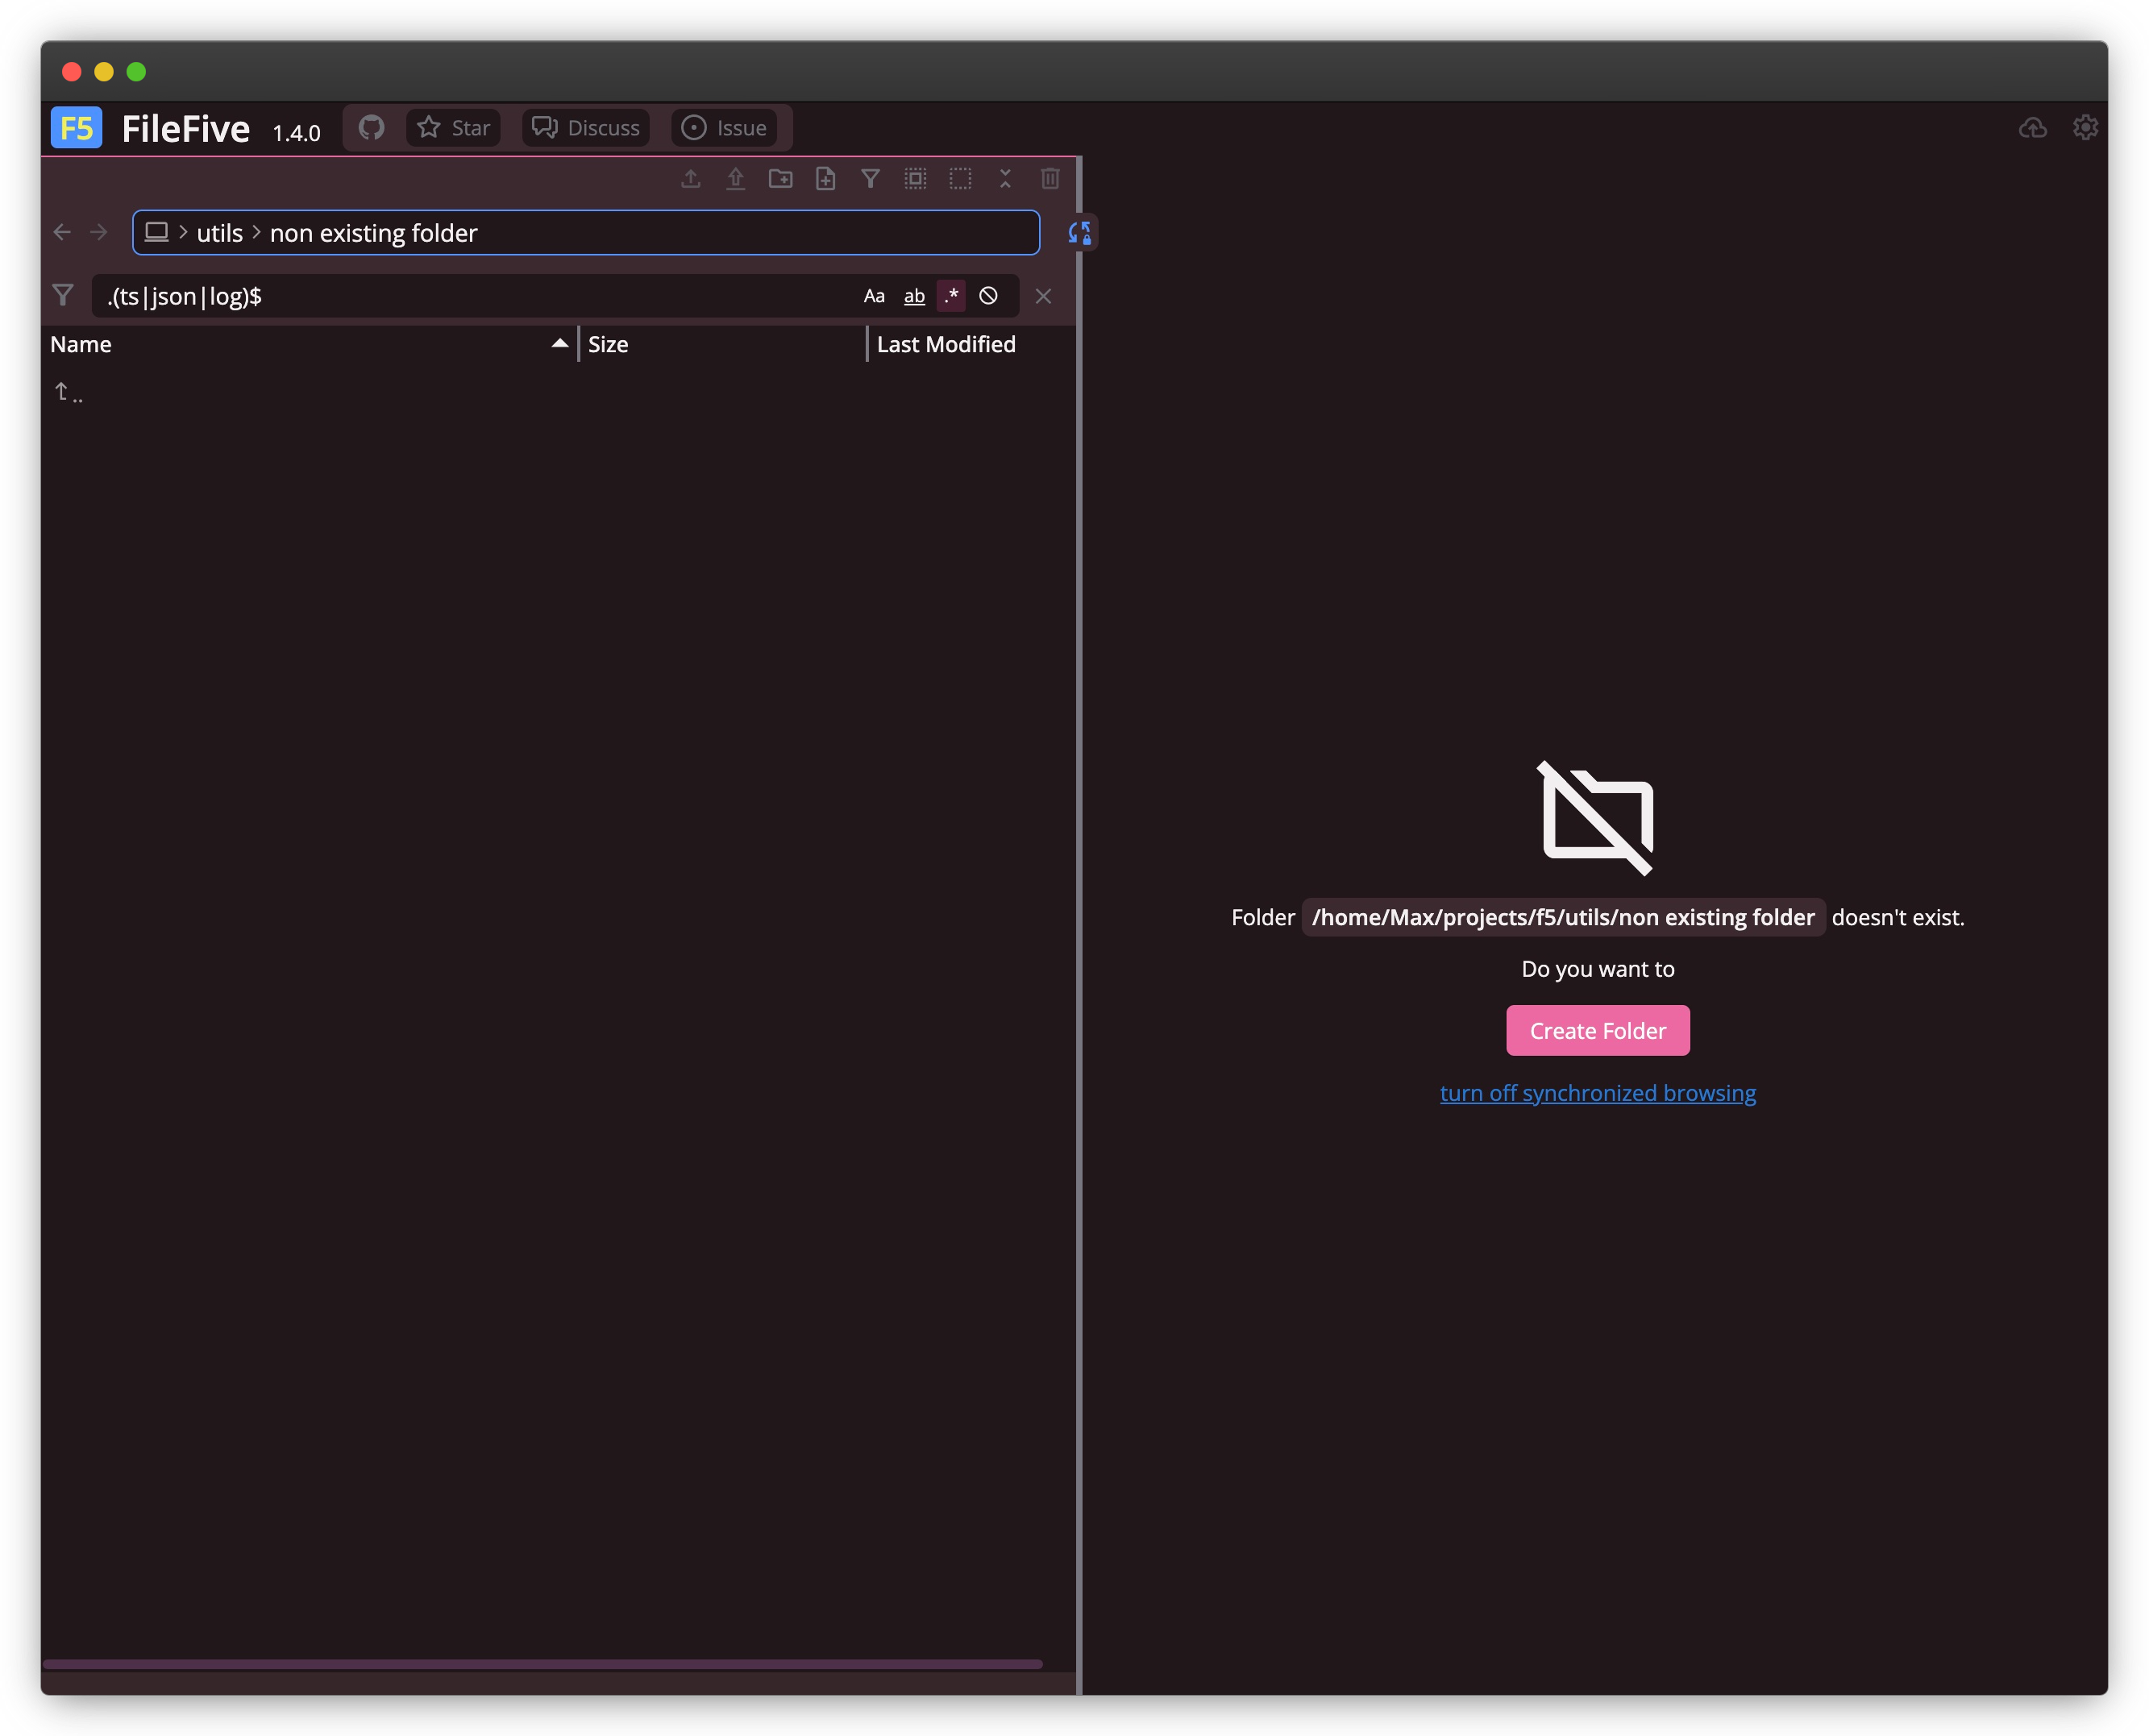 F5 FileFive 1.4.0 Star Discuss Issue
utils > non existing folder
.(ts|json|log)$ Aa ab .*
Name Size Last Modified
..
Folder /home/Max/projects/f5/utils/non existing folder doesn't exist.
Do you want to
Create Folder
turn off synchronized browsing